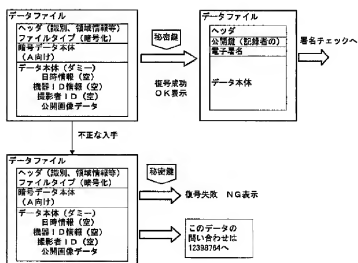 データファイル
ヘッダ(識別、領域情報等)
ファイルタイプ(暗号化)
暗号データ本体
(A向け)
データ本体(ダミー)
日時情報(空)
機器ID情報(空)
撮影者ID(空)
公開画像データ
秘密鍵
復号成功
OK表示
データファイル
ヘッダ
公開鍵(記録者の)
電子署名
データ本体
署名チェックへ
不正な入手
データファイル
ヘッダ(識別、領域情報等)
ファイルタイプ(暗号化)
暗号データ本体
(A向け)
データ本体(ダミー)
日時情報(空)
機器ID情報(空)
撮影者ID(空)
公開画像データ
秘密鍵
復号失敗 NG表示
このデータの
問い合わせは
12398764へ